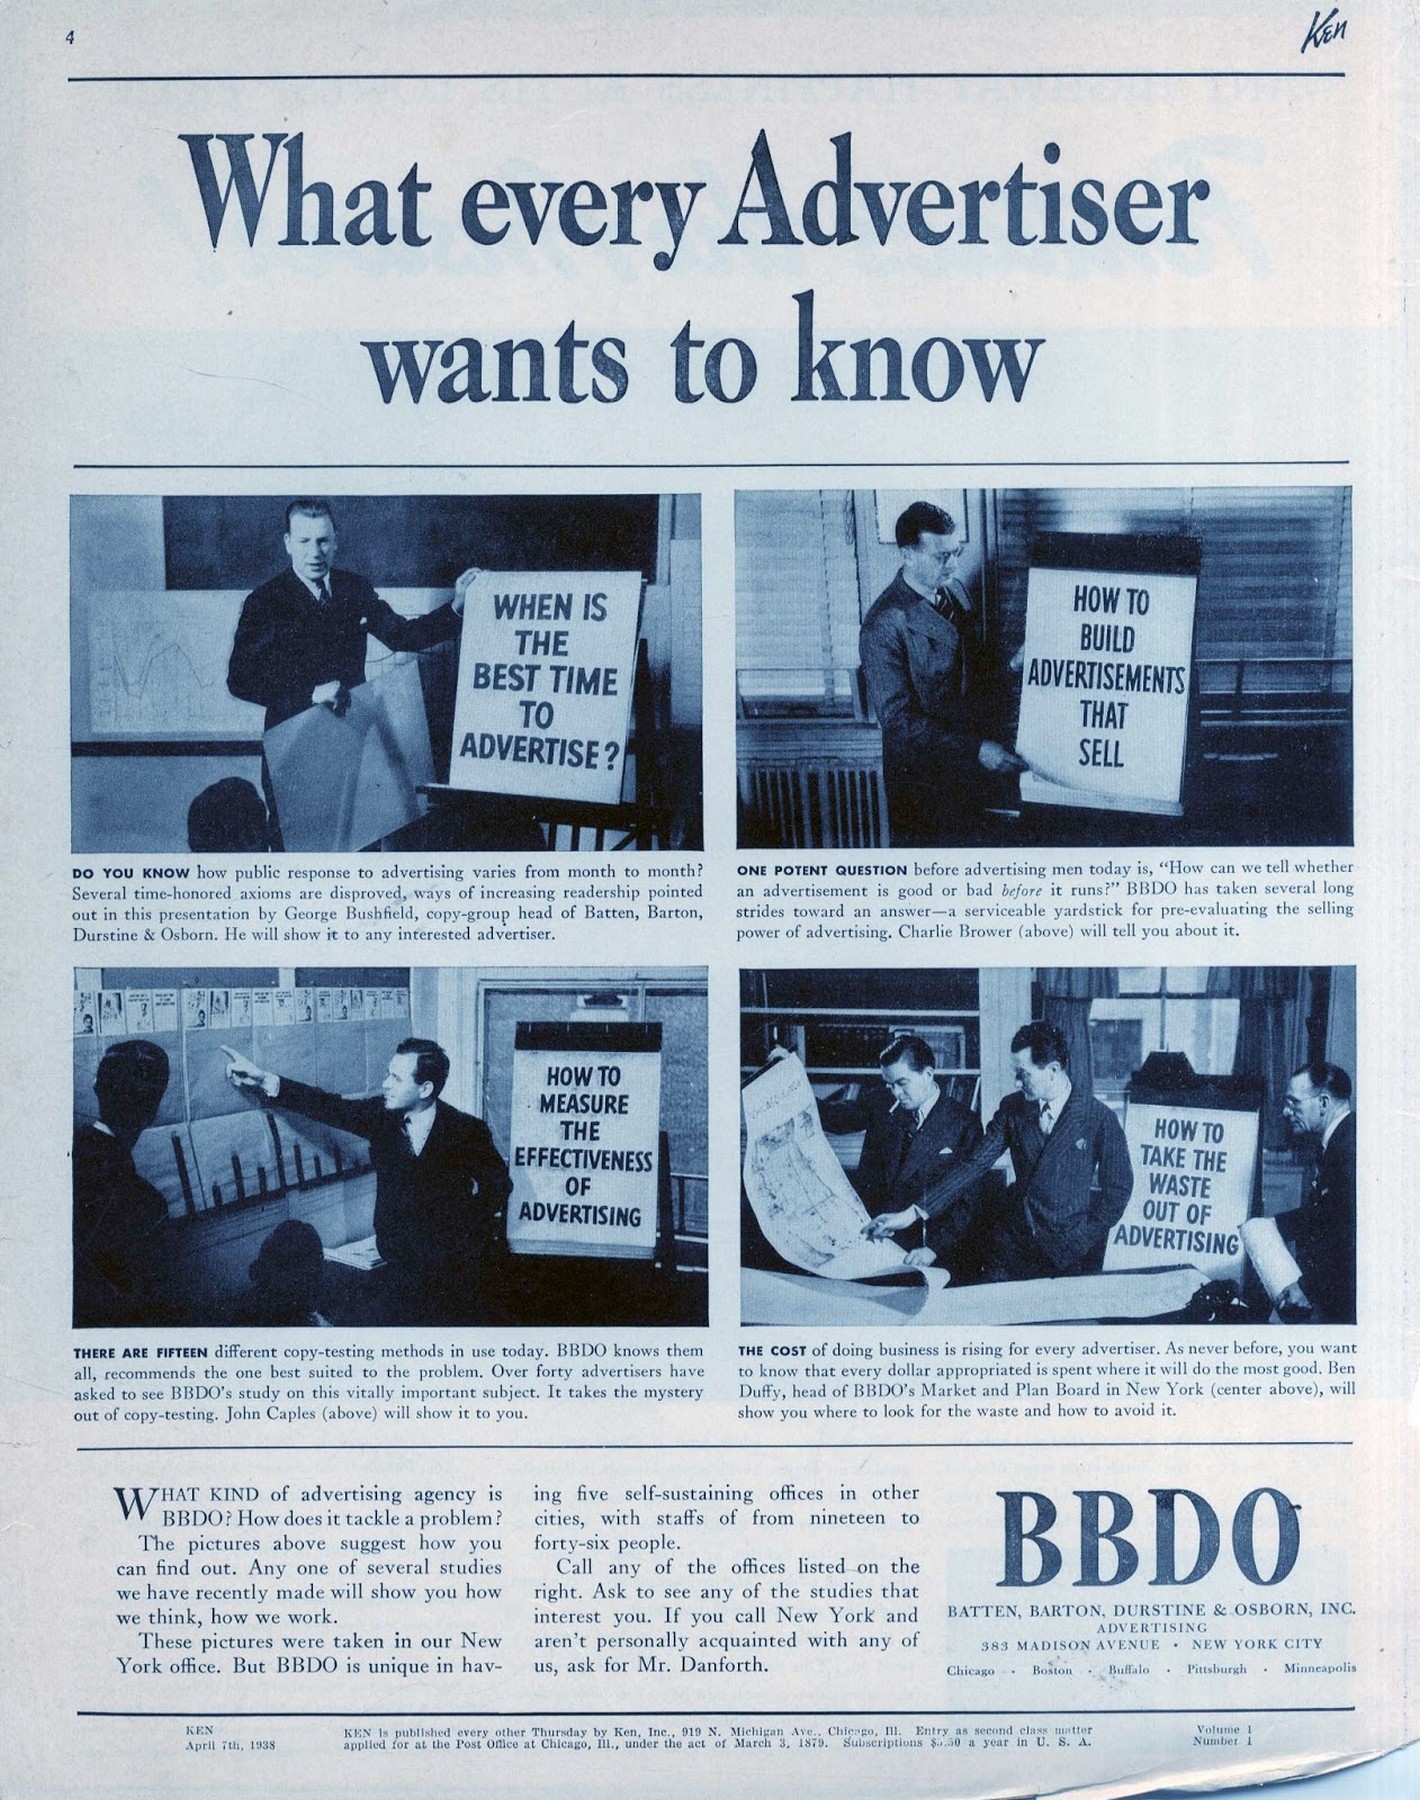 4
Ken
What every Advertiser
wants to know
WHEN IS
THE
BEST TIME
TO
ADVERTISE?
HOW TO
BUILD
ADVERTISEMENTS
THAT
SELL
DO YOU KNOW how public response to advertising varies from month to month?
Several time-honored axioms are disproved, ways of increasing readership pointed
out in this presentation by George Bushfield, copy-group head of Batten, Barton,
Durstine & Osborn. He will show it to any interested advertiser.
ONE POTENT QUESTION before advertising men today is, “How can we tell whether
an advertisement is good or bad before it runs?” BBDO has taken several long
strides toward an answer—a serviceable yardstick for pre-evaluating the selling
power of advertising. Charlie Brower (above) will tell you about it.
HOW TO
MEASURE
THE
EFFECTIVENESS
OF
ADVERTISING
HOW TO
TAKE THE
WASTE
OUT OF
ADVERTISING
THERE ARE FIFTEEN different copy-testing methods in use today. BBDO knows them
all, recommends the one best suited to the problem. Over forty advertisers have
asked to see BBDO’s study on this vitally important subject. It takes the mystery
out of copy-testing. John Caples (above) will show it to you.
THE COST of doing business is rising for every advertiser. As never before, you want
to know that every dollar appropriated is spent where it will do the most good. Ben
Duffy, head of BBDO’s Market and Plan Board in New York (center above), will
show you where to look for the waste and how to avoid it.
WHAT KIND of advertising agency is
BBDO? How does it tackle a problem?
The pictures above suggest how you
can find out. Any one of several studies
we have recently made will show you how
we think, how we work.
These pictures were taken in our New
York office. But BBDO is unique in hav-
ing five self-sustaining offices in other
cities, with staffs of from nineteen to
forty-six people.
Call any of the offices listed on the
right. Ask to see any of the studies that
interest you. If you call New York and
aren’t personally acquainted with any of
us, ask for Mr. Danforth.
BBDO
BATTEN, BARTON, DURSTINE & OSBORN, INC.
ADVERTISING
383 MADISON AVENUE • NEW YORK CITY
Chicago • Boston • Buffalo • Pittsburgh • Minneapolis
KEN
April 7th, 1938
KEN is published every other Thursday by Ken, Inc., 919 N. Michigan Ave., Chicago, Ill. Entry as second class matter
applied for at the Post Office at Chicago, Ill., under the act of March 3, 1879. Subscriptions a year in U. S. A.
Volume 1
Number 1